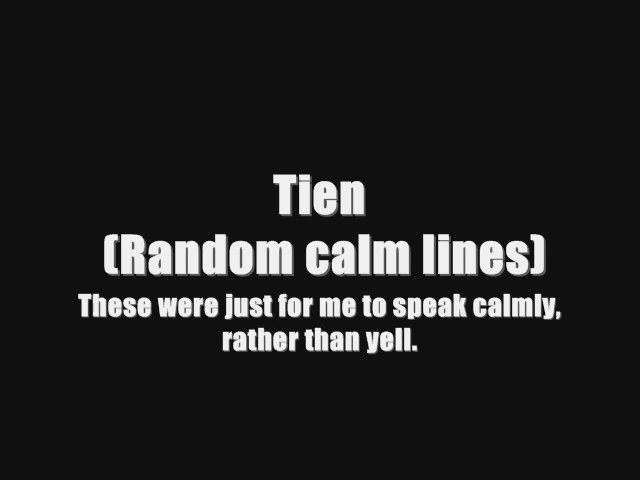 Tien
(Random calm lines)
These were just for me to speak calmly,
rather than yell.